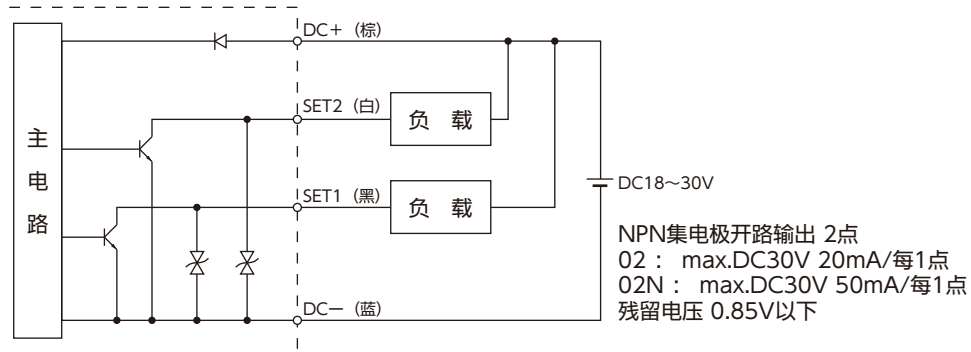 DC＋（棕）
SET2（白）
负 载
主电路
SET1（黑）
负 载
DC18～30V
DC－（蓝）
NPN集电极开路输出 2点
02： max.DC30V 20mA/每1点
02N： max.DC30V 50mA/每1点
残留电压 0.85V以下